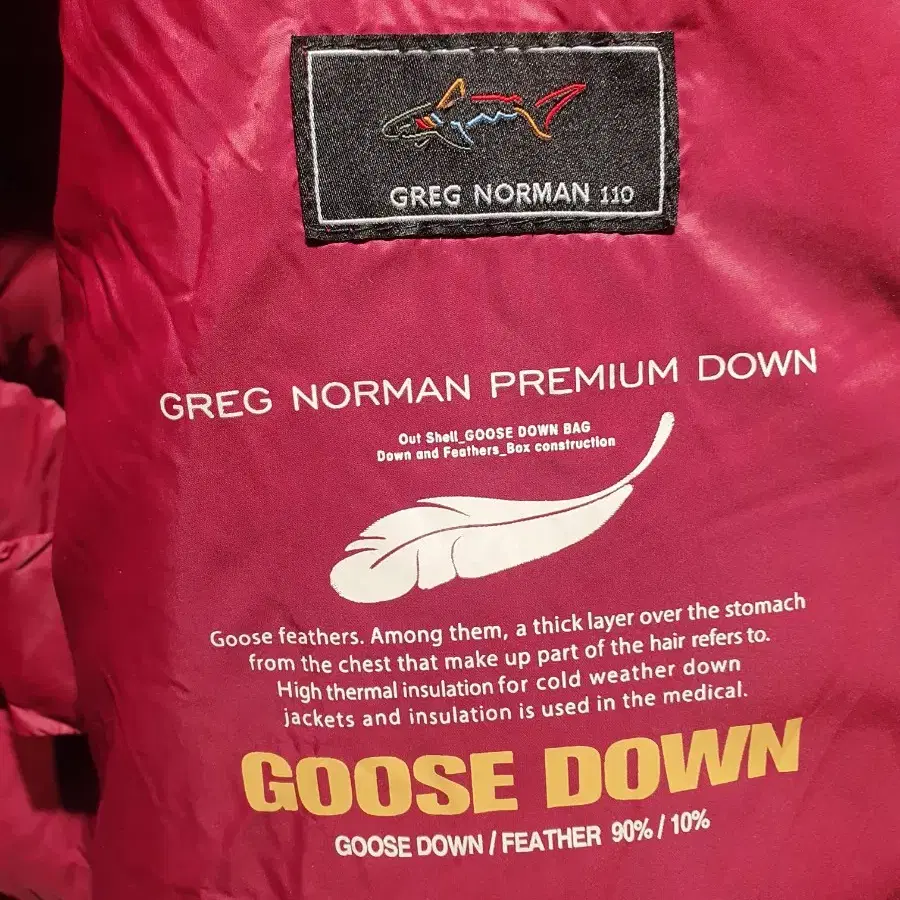 GREG NORMAN 110
GREG NORMAN PREMIUM DOWN
Out Shell_GOOSE DOWN BAG
Down and Feathers_Box construction
Goose feathers. Among them, a thick layer over the stomach
from the chest that make up part of the hair refers to.
High thermal insulation for cold weather down
jackets and insulation is used in the medical.
GOOSE DOWN
GOOSE DOWN / FEATHER 90% / 10%